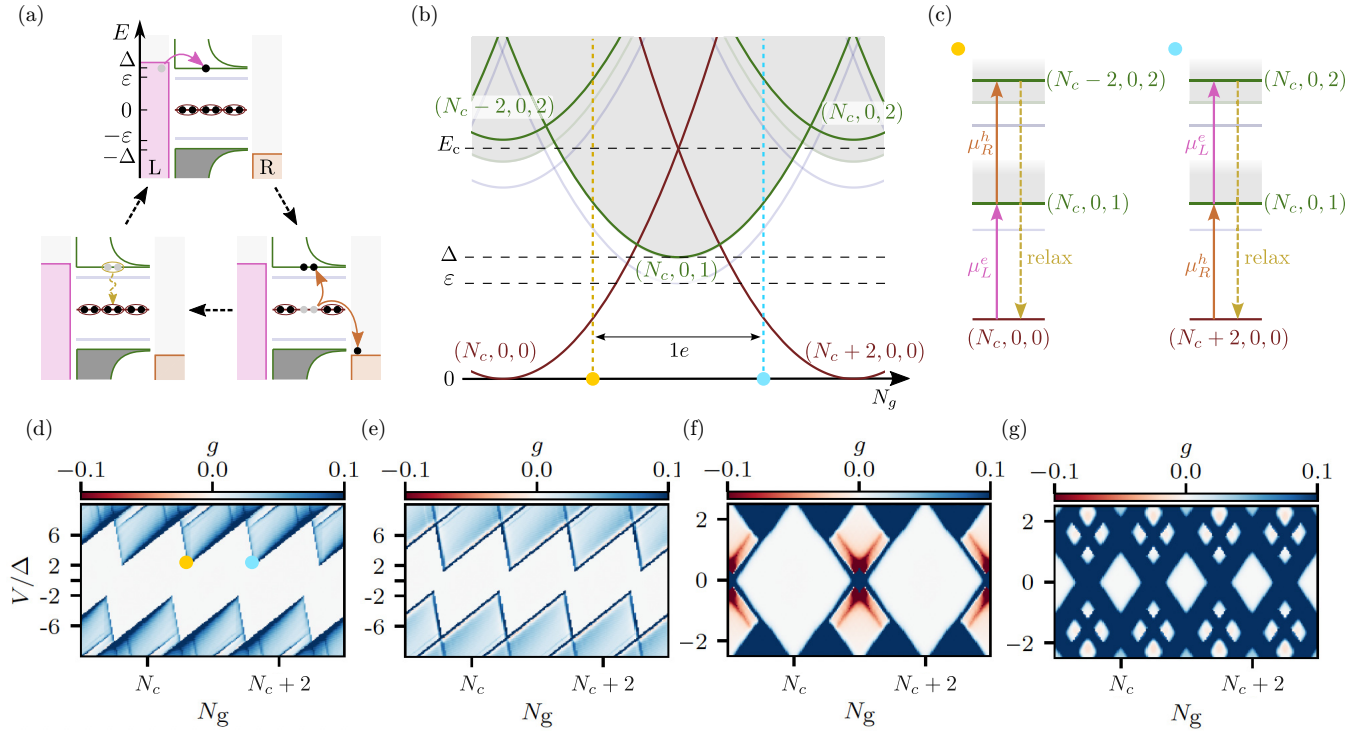 (a)
E
Δ
ε
0
−ε
−Δ
L
R
(b)
(N_c − 2, 0, 2)
(N_c, 0, 2)
E_c
Δ
ε
(N_c, 0, 1)
(N_c, 0, 0)
1e
(N_c + 2, 0, 0)
0
N_g
(c)
(N_c − 2, 0, 2)
μ_R^h
(N_c, 0, 1)
μ_L^e
relax
(N_c, 0, 0)
(N_c, 0, 2)
μ_L^e
(N_c, 0, 1)
μ_R^h
relax
(N_c + 2, 0, 0)
(d)
g
−0.1 0.0 0.1
V/Δ
6
2
-2
-6
N_c N_c + 2
N_g
(e)
g
−0.1 0.0 0.1
6
2
-2
-6
N_c N_c + 2
N_g
(f)
g
−0.1 0.0 0.1
2
0
−2
N_c N_c + 2
N_g
(g)
g
−0.1 0.0 0.1
2
0
−2
N_c N_c + 2
N_g